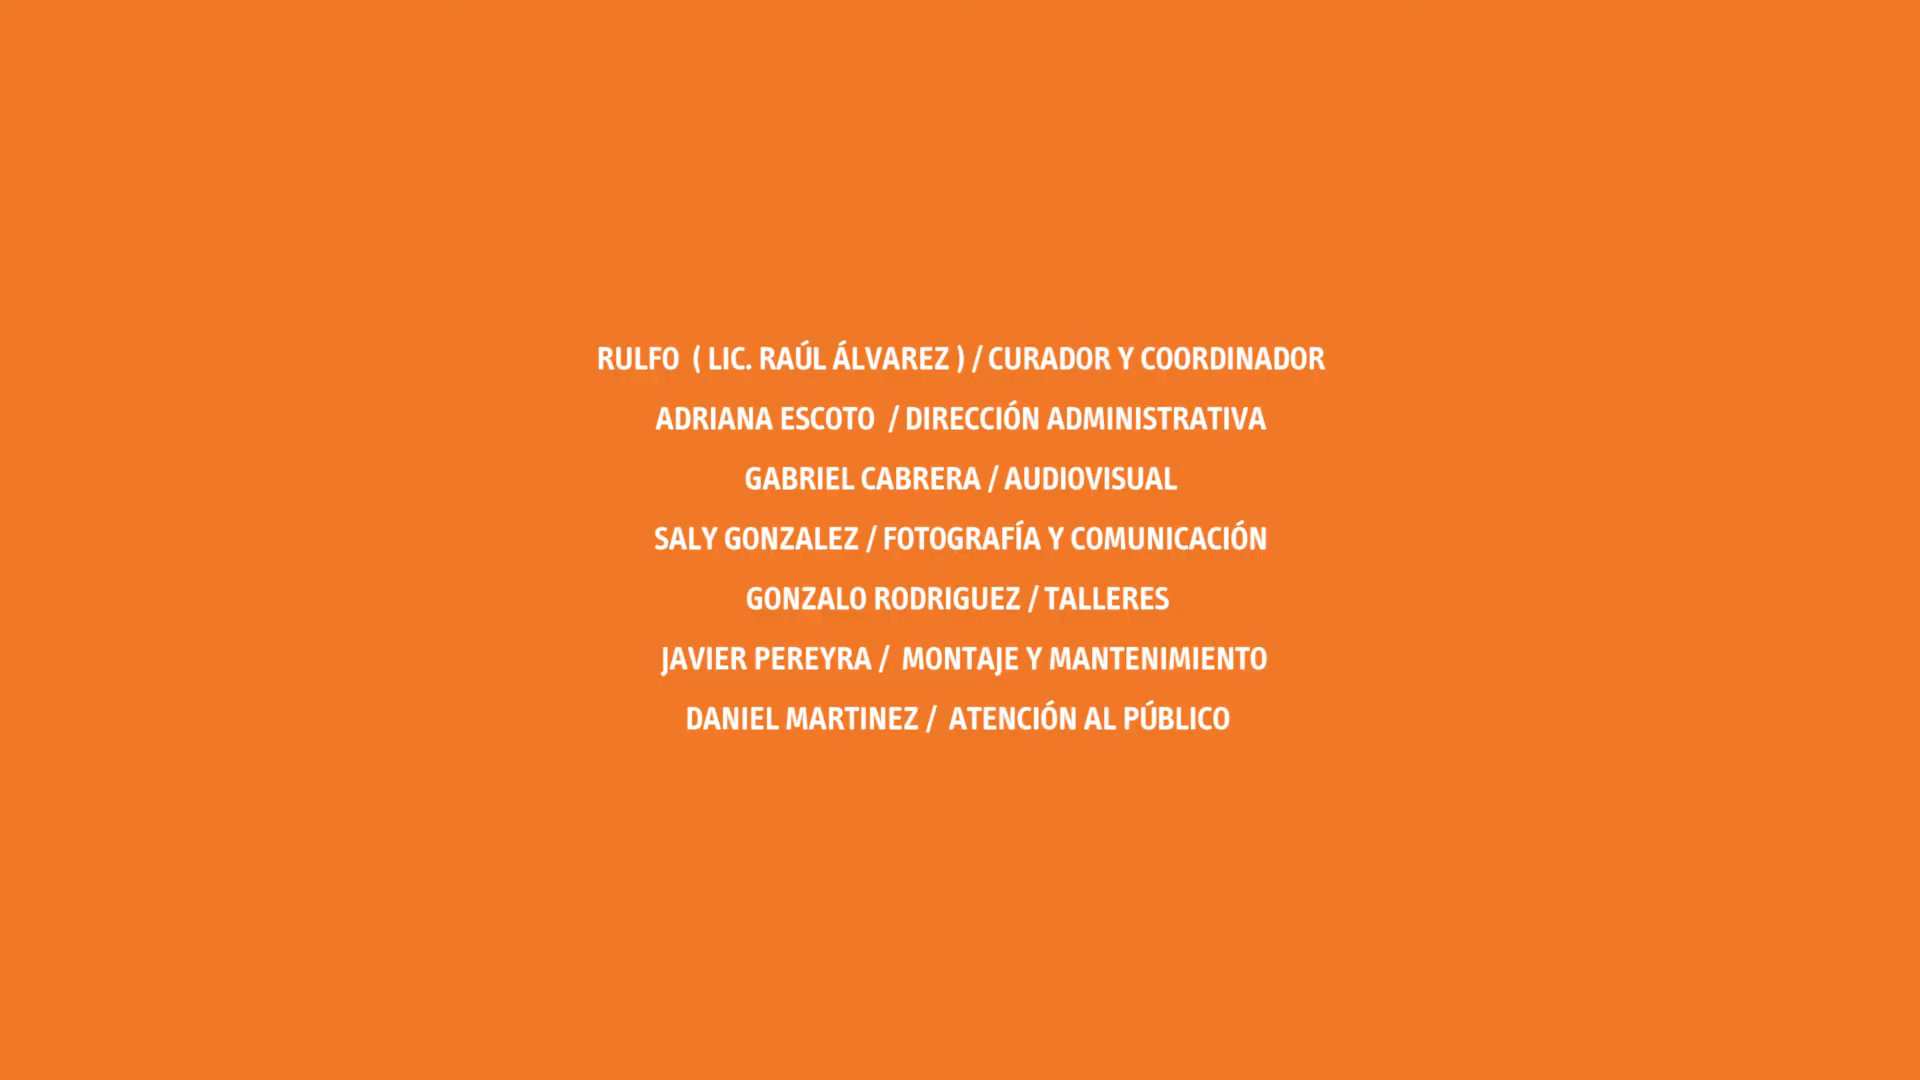 RULFO ( LIC. RAÚL ÁLVAREZ ) / CURADOR Y COORDINADOR
ADRIANA ESCOTO / DIRECCIÓN ADMINISTRATIVA
GABRIEL CABRERA / AUDIOVISUAL
SALY GONZALEZ / FOTOGRAFÍA Y COMUNICACIÓN
GONZALO RODRIGUEZ / TALLERES
JAVIER PEREYRA / MONTAJE Y MANTENIMIENTO
DANIEL MARTINEZ / ATENCIÓN AL PÚBLICO